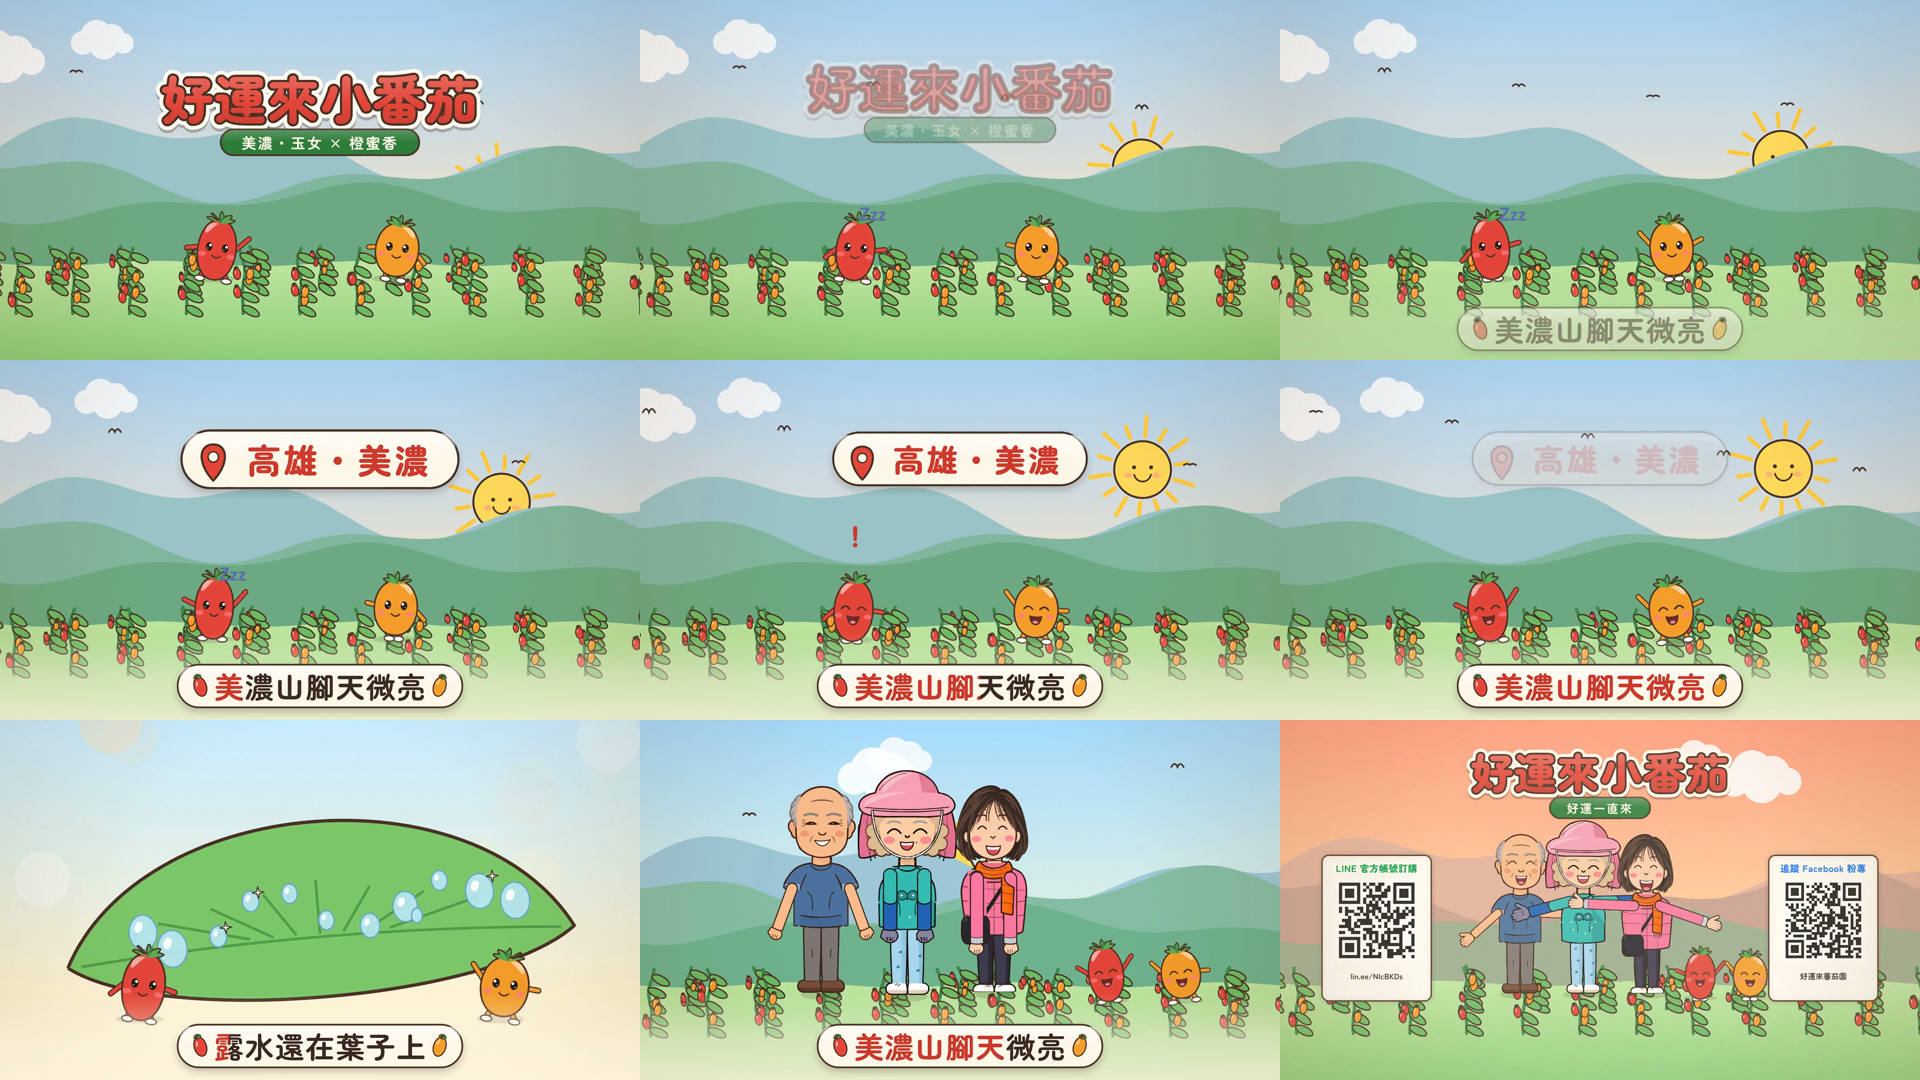 好運來小番茄
美濃・玉女 × 橙蜜香
好運來小番茄
美濃・玉女 × 橙蜜香
Zzz
Zzz
美濃山腳天微亮
高雄・美濃
Zzz
美濃山腳天微亮
高雄・美濃
!
美濃山腳天微亮
高雄・美濃
美濃山腳天微亮
露水還在葉子上
美濃山腳天微亮
好運來小番茄
好運一直來
LINE 官方帳號訂購
lin.ee/NlcBKDs
追蹤 Facebook 粉專
好運來蕃茄園